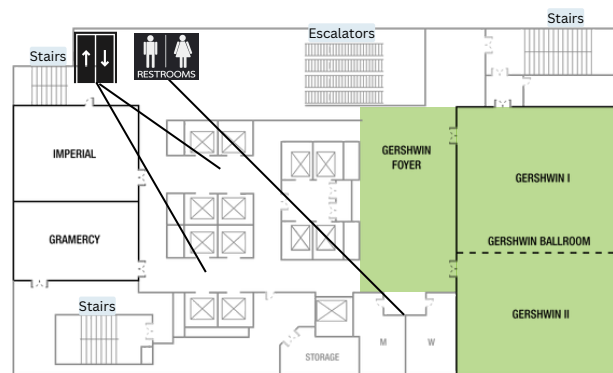 Stairs
Escalators
Stairs
RESTROOMS
IMPERIAL
GERSHWIN
FOYER
GERSHWIN I
GRAMERCY
GERSHWIN BALLROOM
Stairs
GERSHWIN II
M
W
STORAGE